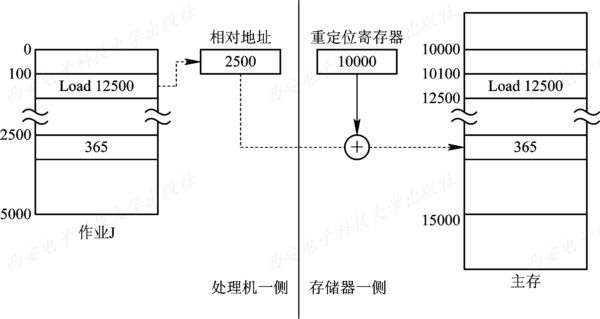 相对地址
重定位寄存器
0
2500
10000
10000
100
10100
Load 12500
Load 12500
12500
2500
365
365
5000
15000
作业J
处理机一侧
存储器一侧
主存
西安电子科技大学出版社